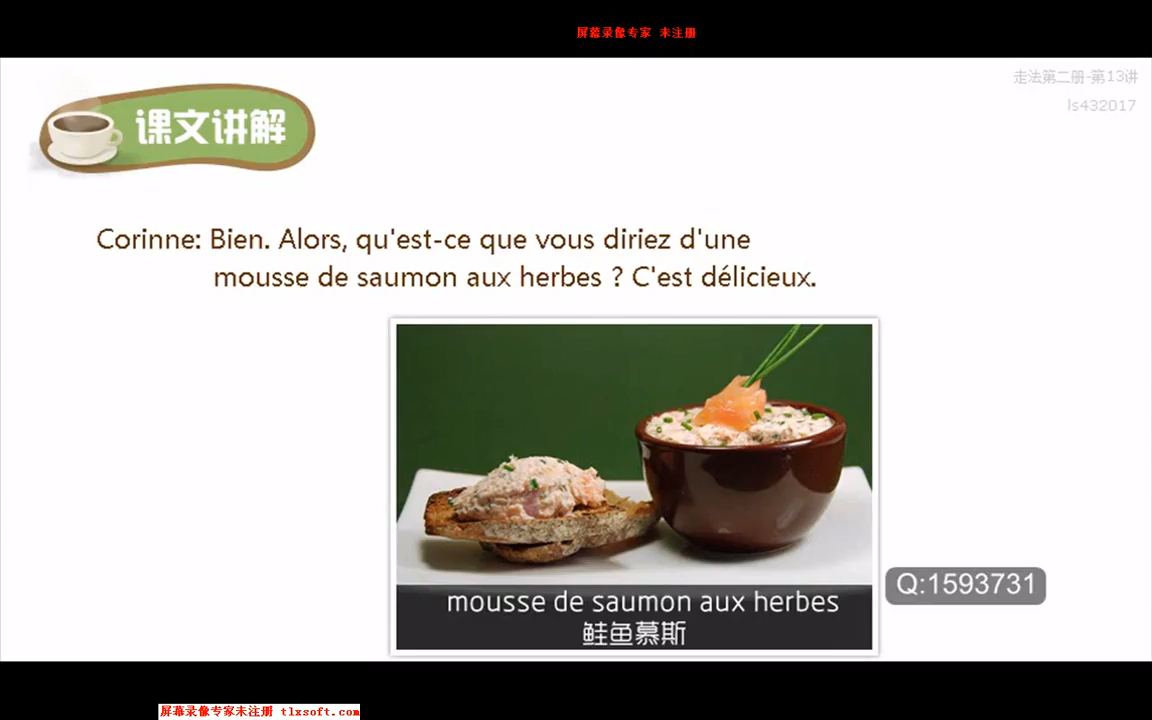 屏幕录像专家 未注册
走法第二册-第13讲
ls432017
课文讲解
Corinne: Bien. Alors, qu'est-ce que vous diriez d'une
mousse de saumon aux herbes ? C'est délicieux.
Q:1593731
mousse de saumon aux herbes
鲑鱼慕斯
屏幕录像专家未注册 tlxsoft.com